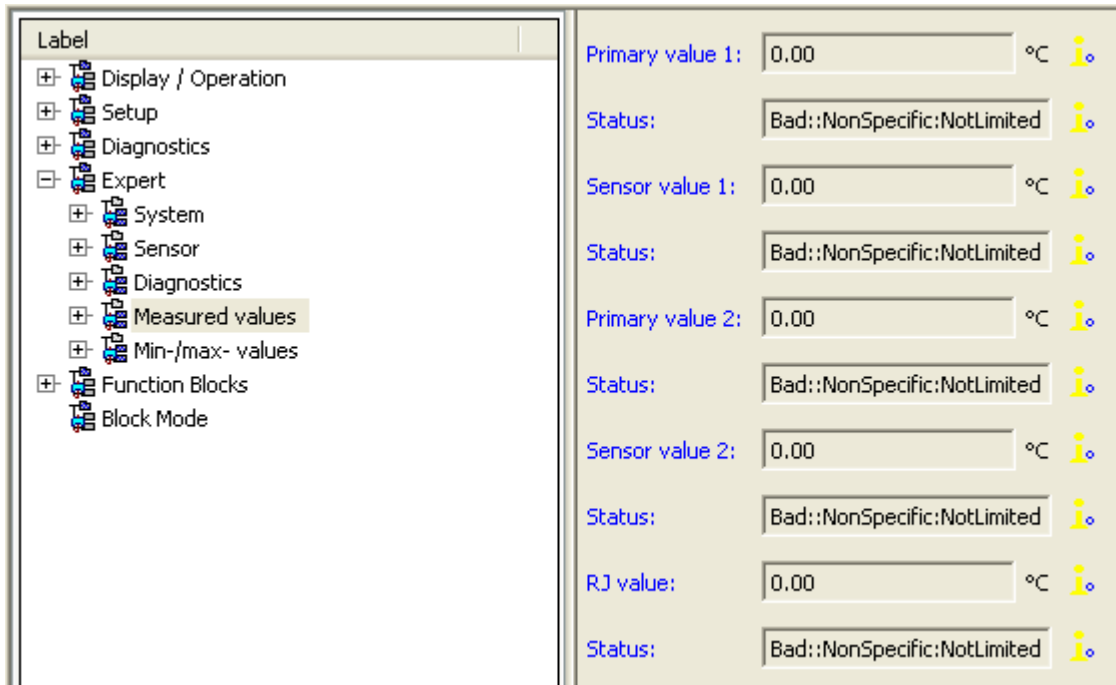 Label
Display / Operation
Setup
Diagnostics
Expert
System
Sensor
Diagnostics
Measured values
Min-/max- values
Function Blocks
Block Mode
Primary value 1: 0.00 °C
Status: Bad::NonSpecific:NotLimited
Sensor value 1: 0.00 °C
Status: Bad::NonSpecific:NotLimited
Primary value 2: 0.00 °C
Status: Bad::NonSpecific:NotLimited
Sensor value 2: 0.00 °C
Status: Bad::NonSpecific:NotLimited
RJ value: 0.00 °C
Status: Bad::NonSpecific:NotLimited